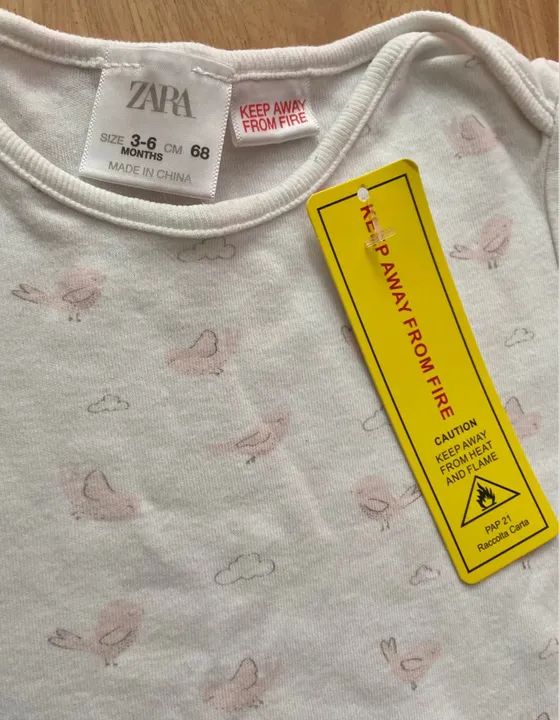 ZARA
SIZE 3-6 CM 68
MONTHS
MADE IN CHINA
KEEP AWAY
FROM FIRE
KEEP AWAY FROM FIRE
CAUTION
KEEP AWAY
FROM HEAT
AND FLAME
PAP 21
Raccolta Carta